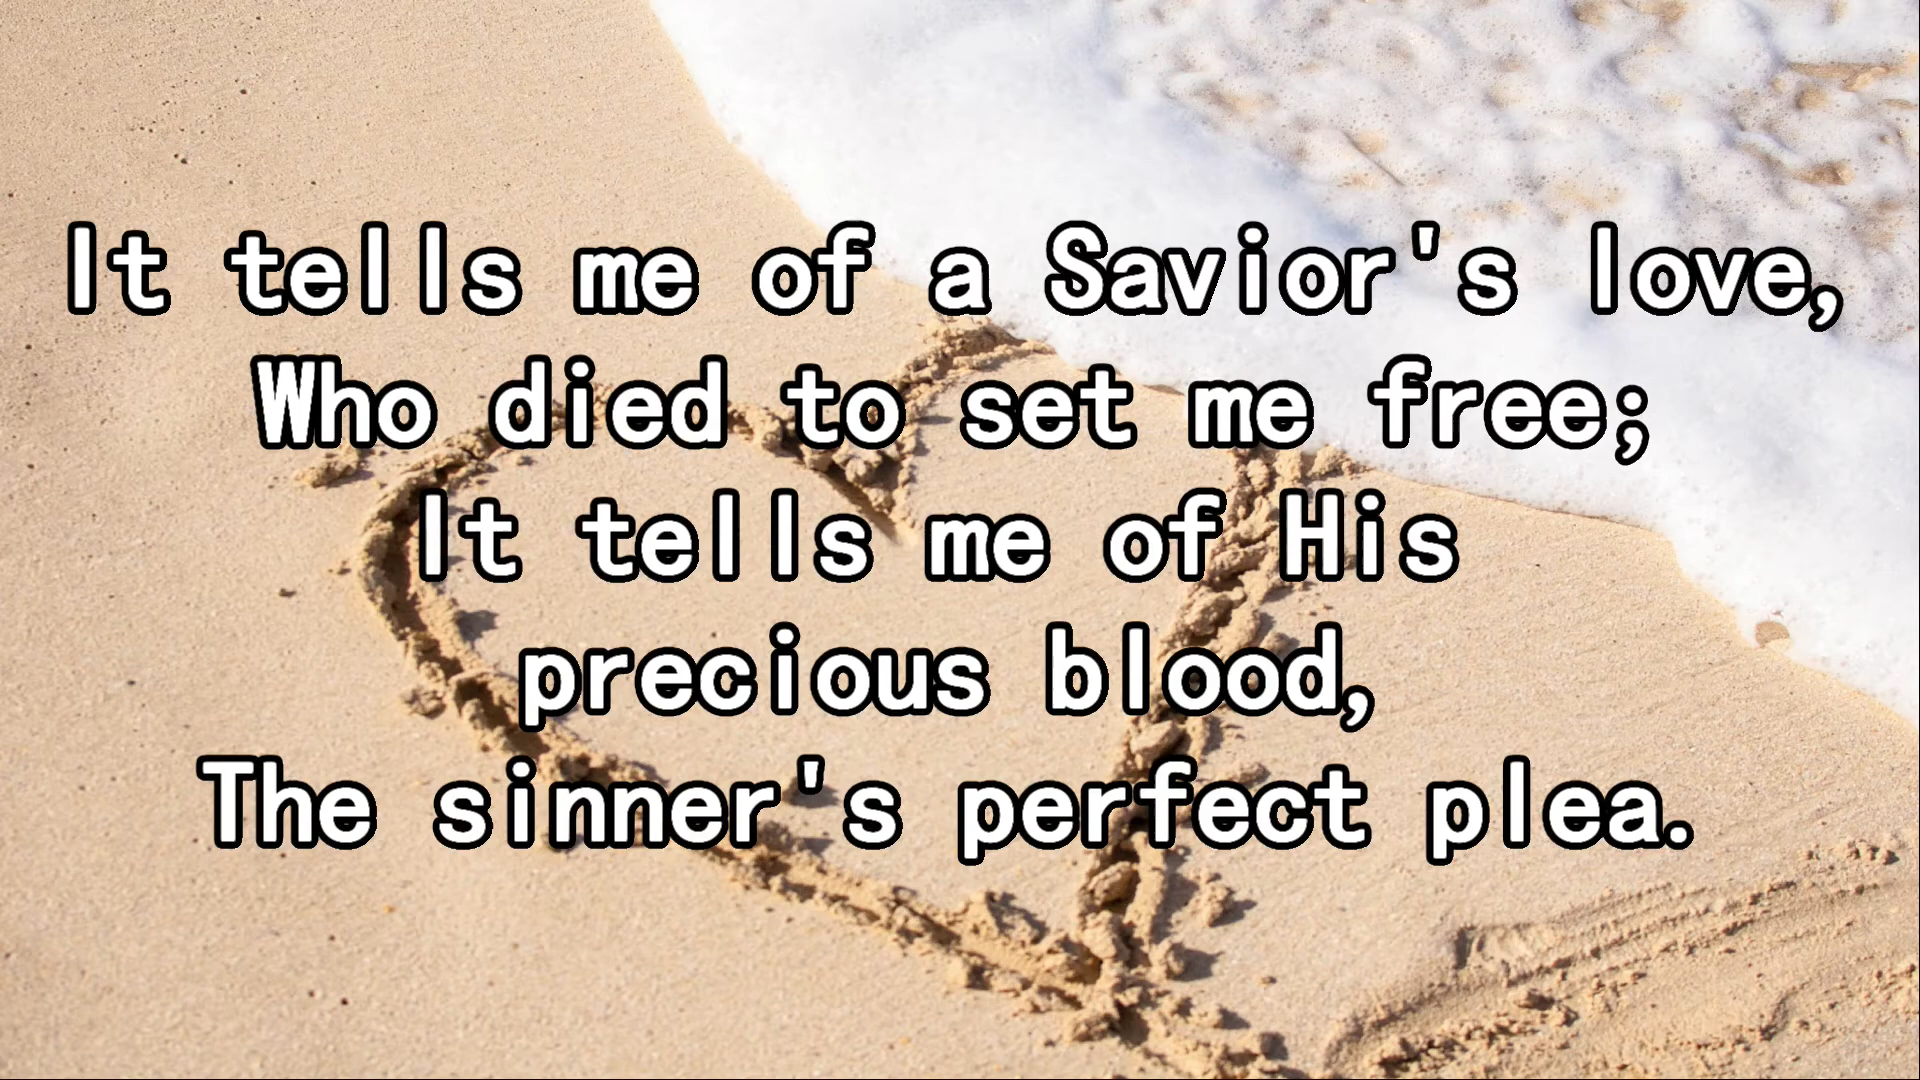 It tells me of a Savior's love,
Who died to set me free;
It tells me of His
precious blood,
The sinner's perfect plea.